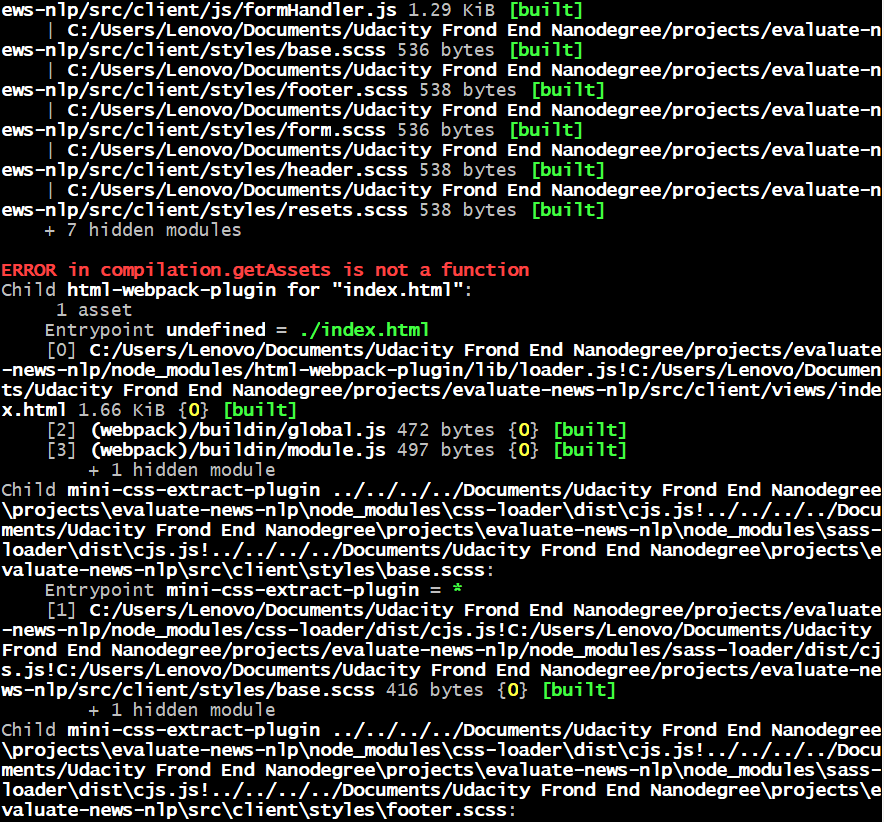 ews-nlp/src/client/js/formHandler.js 1.29 KiB [built]
    | C:/Users/Lenovo/Documents/Udacity Frond End Nanodegree/projects/evaluate-n
ews-nlp/src/client/styles/base.scss 536 bytes [built]
    | C:/Users/Lenovo/Documents/Udacity Frond End Nanodegree/projects/evaluate-n
ews-nlp/src/client/styles/footer.scss 538 bytes [built]
    | C:/Users/Lenovo/Documents/Udacity Frond End Nanodegree/projects/evaluate-n
ews-nlp/src/client/styles/form.scss 536 bytes [built]
    | C:/Users/Lenovo/Documents/Udacity Frond End Nanodegree/projects/evaluate-n
ews-nlp/src/client/styles/header.scss 538 bytes [built]
    | C:/Users/Lenovo/Documents/Udacity Frond End Nanodegree/projects/evaluate-n
ews-nlp/src/client/styles/resets.scss 538 bytes [built]
    + 7 hidden modules

ERROR in compilation.getAssets is not a function
Child html-webpack-plugin for "index.html":
     1 asset
    Entrypoint undefined = ./index.html
    [0] C:/Users/Lenovo/Documents/Udacity Frond End Nanodegree/projects/evaluate
-news-nlp/node_modules/html-webpack-plugin/lib/loader.js!C:/Users/Lenovo/Documen
ts/Udacity Frond End Nanodegree/projects/evaluate-news-nlp/src/client/views/inde
x.html 1.66 KiB {0} [built]
    [2] (webpack)/buildin/global.js 472 bytes {0} [built]
    [3] (webpack)/buildin/module.js 497 bytes {0} [built]
        + 1 hidden module
Child mini-css-extract-plugin ../../../../Documents/Udacity Frond End Nanodegree
\projects\evaluate-news-nlp\node_modules\css-loader\dist\cjs.js!../../../../Docu
ments/Udacity Frond End Nanodegree\projects\evaluate-news-nlp\node_modules\sass-
loader\dist\cjs.js!../../../../Documents/Udacity Frond End Nanodegree\projects\e
valuate-news-nlp\src\client\styles\base.scss:
    Entrypoint mini-css-extract-plugin = *
    [1] C:/Users/Lenovo/Documents/Udacity Frond End Nanodegree/projects/evaluate
-news-nlp/node_modules/css-loader/dist/cjs.js!C:/Users/Lenovo/Documents/Udacity
Frond End Nanodegree/projects/evaluate-news-nlp/node_modules/sass-loader/dist/cj
s.js!C:/Users/Lenovo/Documents/Udacity Frond End Nanodegree/projects/evaluate-ne
ws-nlp/src/client/styles/base.scss 416 bytes {0} [built]
        + 1 hidden module
Child mini-css-extract-plugin ../../../../Documents/Udacity Frond End Nanodegree
\projects\evaluate-news-nlp\node_modules\css-loader\dist\cjs.js!../../../../Docu
ments/Udacity Frond End Nanodegree\projects\evaluate-news-nlp\node_modules\sass-
loader\dist\cjs.js!../../../../Documents/Udacity Frond End Nanodegree\projects\e
valuate-news-nlp\src\client\styles\footer.scss: